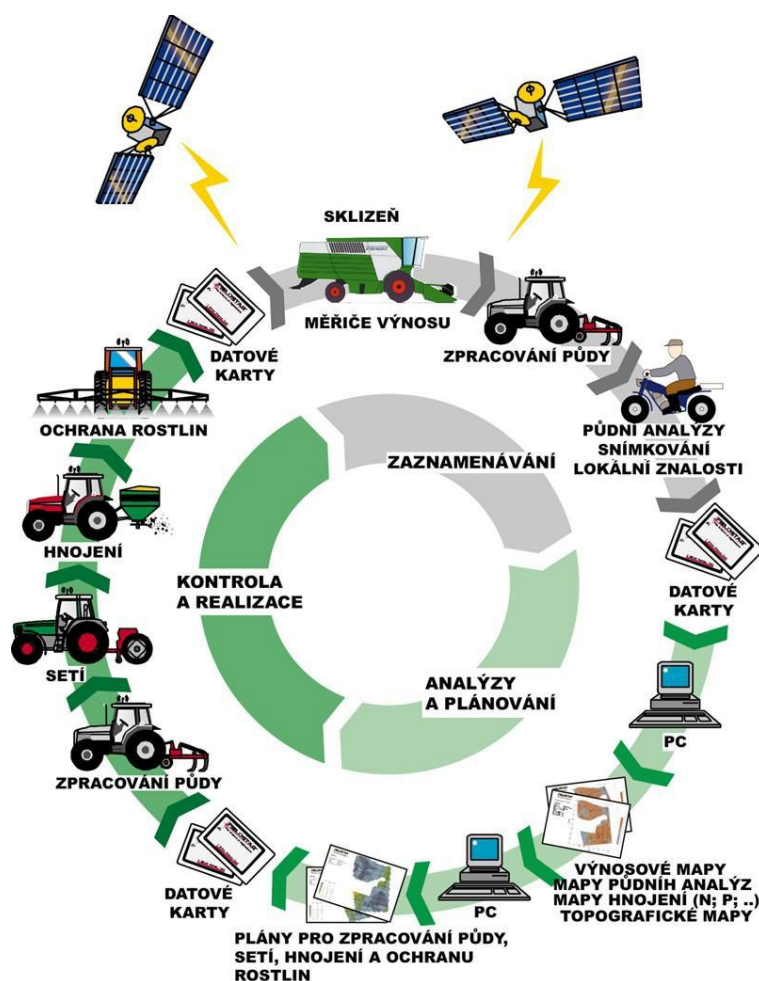 SKLIZEŇ
MĚŘIČE VÝNOSU
ZPRACOVÁNÍ PŮDY
PŮDNÍ ANALÝZY
SNÍMKOVÁNÍ
LOKÁLNÍ ZNALOSTI
DATOVÉ
KARTY
PC
VÝNOSOVÉ MAPY
MAPY PŮDNÍH ANALÝZ
MAPY HNOJENÍ (N; P; ..)
TOPOGRAFICKÉ MAPY
PC
PLÁNY PRO ZPRACOVÁNÍ PŮDY,
SETÍ, HNOJENÍ A OCHRANU
ROSTLIN
DATOVÉ
KARTY
ZPRACOVÁNÍ PŮDY
SETÍ
HNOJENÍ
OCHRANA ROSTLIN
DATOVÉ
KARTY
ZAZNAMENÁVÁNÍ
ANALÝZY
A PLÁNOVÁNÍ
KONTROLA
A REALIZACE